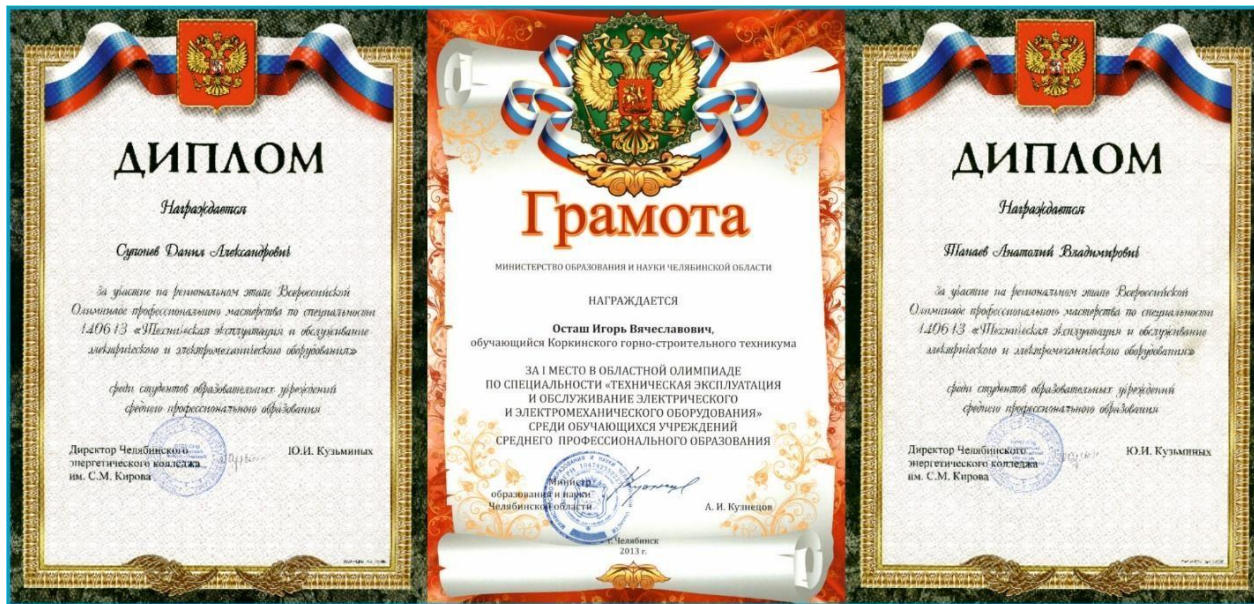 ДИПЛОМ
Награждается
Супонев Данил Александрович
за участие на региональном этапе Всероссийской
Олимпиаде профессионального мастерства по специальности
140613 «Техническая эксплуатация и обслуживание
электрического и электромеханического оборудования»
среди студентов образовательных учреждений
среднего профессионального образования
Директор Челябинского
энергетического колледжа
им. С.М. Кирова
Ю.И. Кузьминых
Грамота
МИНИСТЕРСТВО ОБРАЗОВАНИЯ И НАУКИ ЧЕЛЯБИНСКОЙ ОБЛАСТИ
НАГРАЖДАЕТСЯ
Осташ Игорь Вячеславович,
обучающийся Коркинского горно-строительного техникума
ЗА I МЕСТО В ОБЛАСТНОЙ ОЛИМПИАДЕ
ПО СПЕЦИАЛЬНОСТИ «ТЕХНИЧЕСКАЯ ЭКСПЛУАТАЦИЯ
И ОБСЛУЖИВАНИЕ ЭЛЕКТРИЧЕСКОГО
И ЭЛЕКТРОМЕХАНИЧЕСКОГО ОБОРУДОВАНИЯ»
СРЕДИ ОБУЧАЮЩИХСЯ УЧРЕЖДЕНИЙ
СРЕДНЕГО ПРОФЕССИОНАЛЬНОГО ОБРАЗОВАНИЯ
Министр
образования и науки
Челябинской области
А. И. Кузнецов
г. Челябинск
2013 г.
ДИПЛОМ
Награждается
Танаев Анатолий Владимирович
за участие на региональном этапе Всероссийской
Олимпиаде профессионального мастерства по специальности
140613 «Техническая эксплуатация и обслуживание
электрического и электромеханического оборудования»
среди студентов образовательных учреждений
среднего профессионального образования
Директор Челябинского
энергетического колледжа
им. С.М. Кирова
Ю.И. Кузьминых